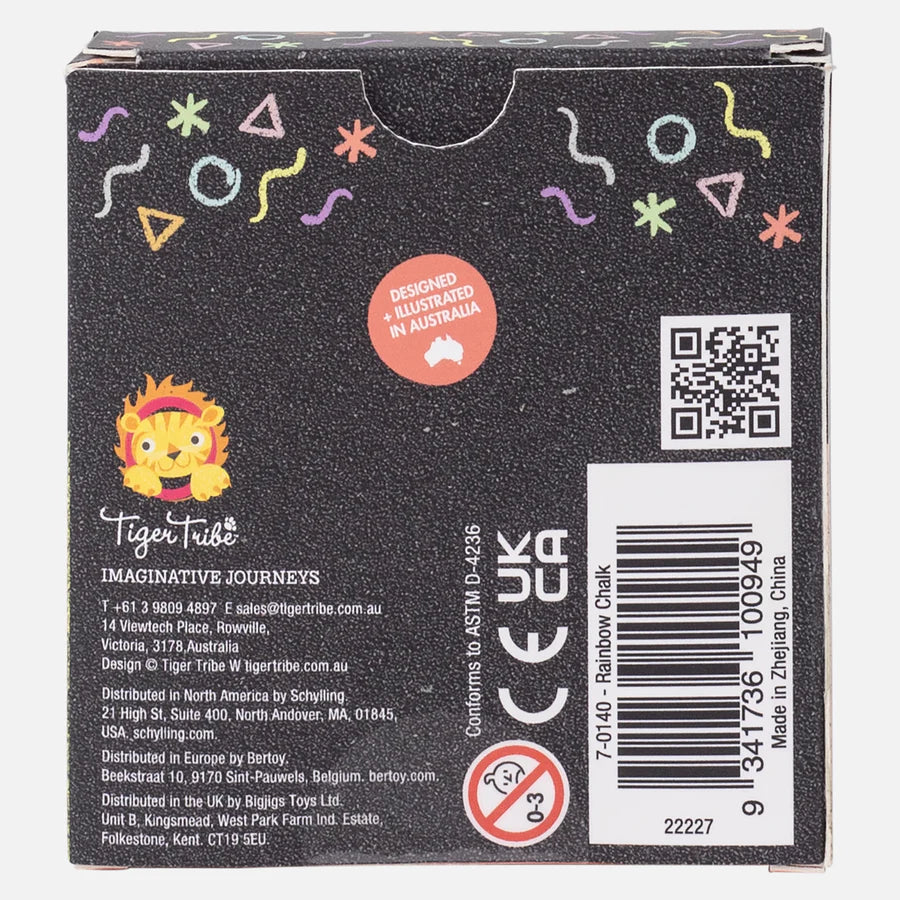 DESIGNED
+ ILLUSTRATED
IN AUSTRALIA
Tiger Tribe
IMAGINATIVE JOURNEYS
T +61 3 9809 4897 E sales@tigertribe.com.au
14 Viewtech Place, Rowville,
Victoria, 3178,Australia
Design © Tiger Tribe W tigertribe.com.au
Distributed in North America by Schylling.
21 High St, Suite 400, North Andover, MA, 01845,
USA. schylling.com.
Distributed in Europe by Bertoy.
Beekstraat 10, 9170 Sint-Pauwels, Belgium. bertoy.com.
Distributed in the UK by Bigjigs Toys Ltd.
Unit B, Kingsmead, West Park Farm Ind. Estate,
Folkestone, Kent. CT19 5EU.
Conforms to ASTM D-4236
CE
UK
CA
0-3
7-0140 - Rainbow Chalk
9 341736 100949
Made in Zhejiang, China
22227